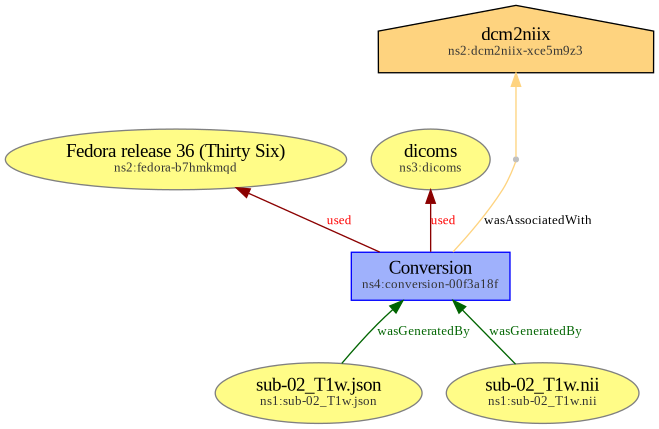 dcm2niix
ns2:dcm2niix-xce5m9z3
Fedora release 36 (Thirty Six)
ns2:fedora-b7hmkmqd
dicoms
ns3:dicoms
used
used
wasAssociatedWith
Conversion
ns4:conversion-00f3a18f
wasGeneratedBy
wasGeneratedBy
sub-02_T1w.json
ns1:sub-02_T1w.json
sub-02_T1w.nii
ns1:sub-02_T1w.nii